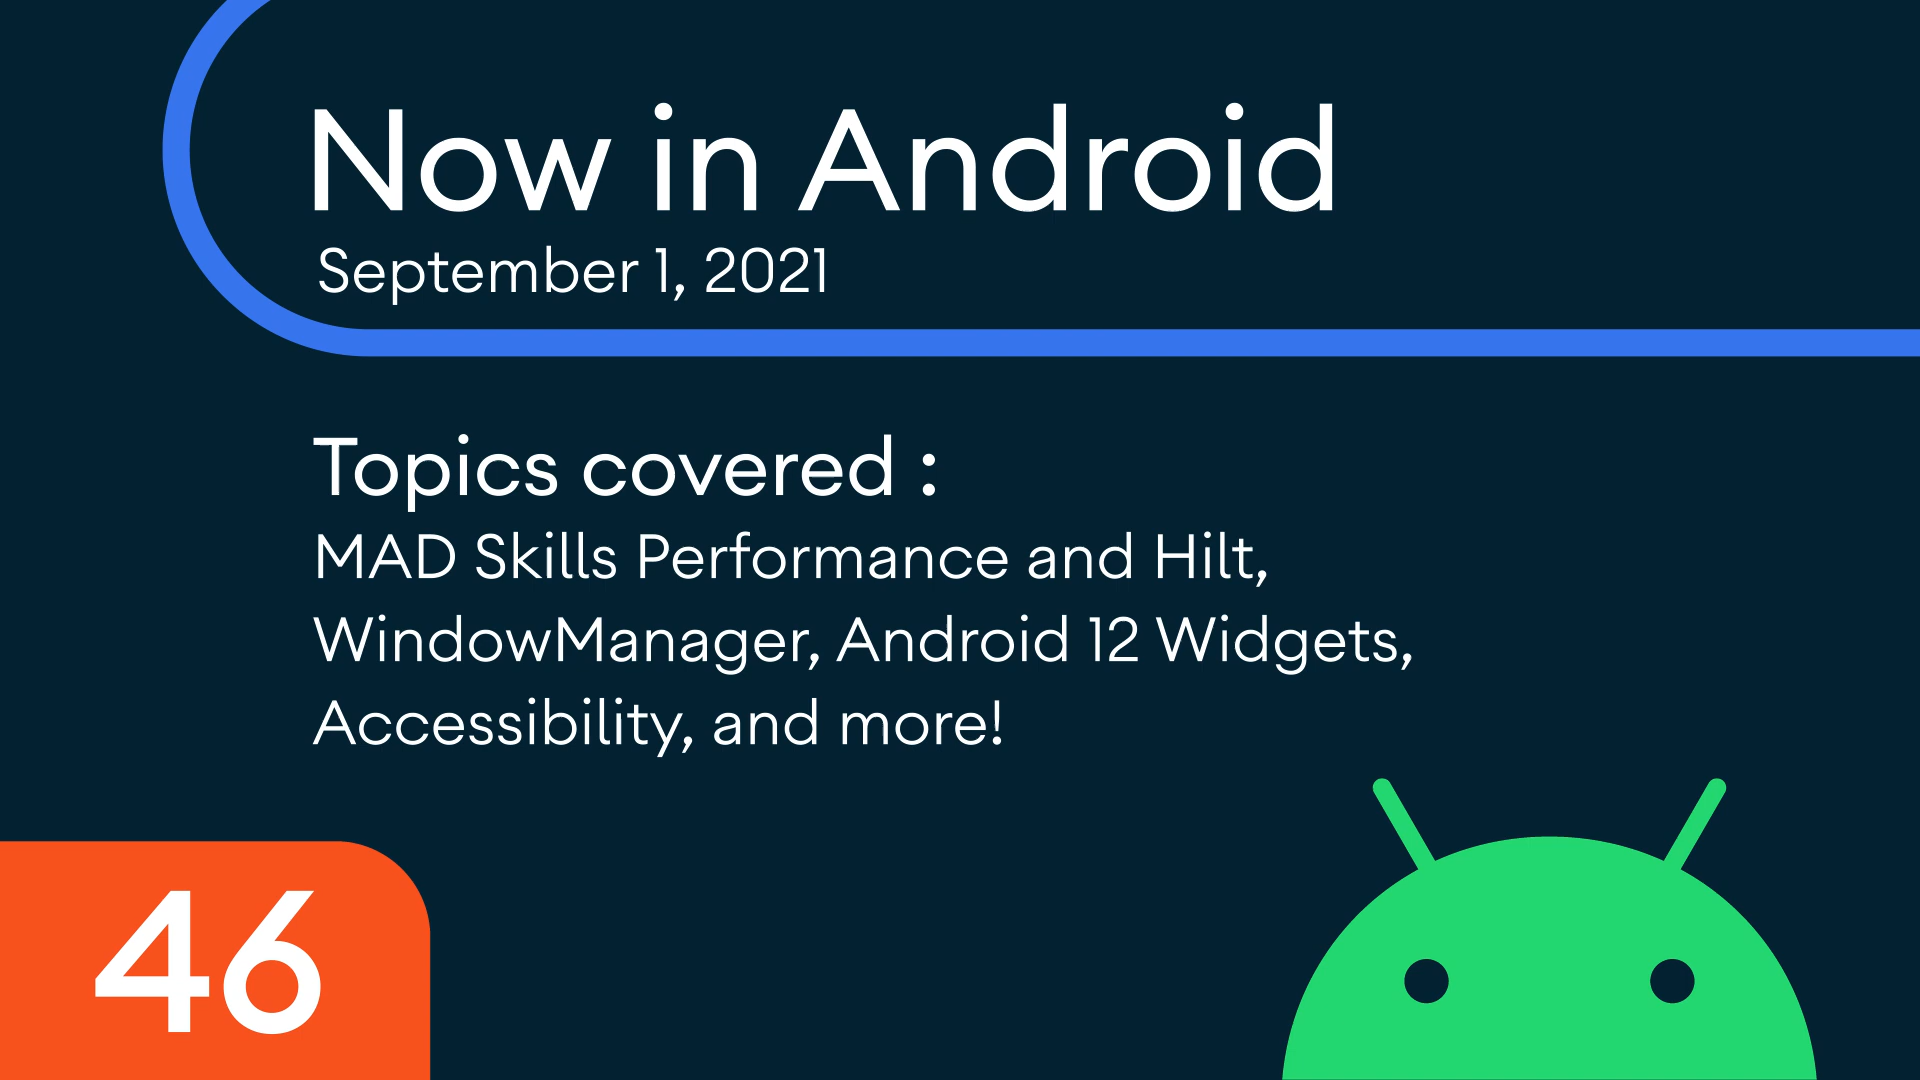 Now in Android
September 1, 2021
Topics covered :
MAD Skills Performance and Hilt,
WindowManager, Android 12 Widgets,
Accessibility, and more!
46